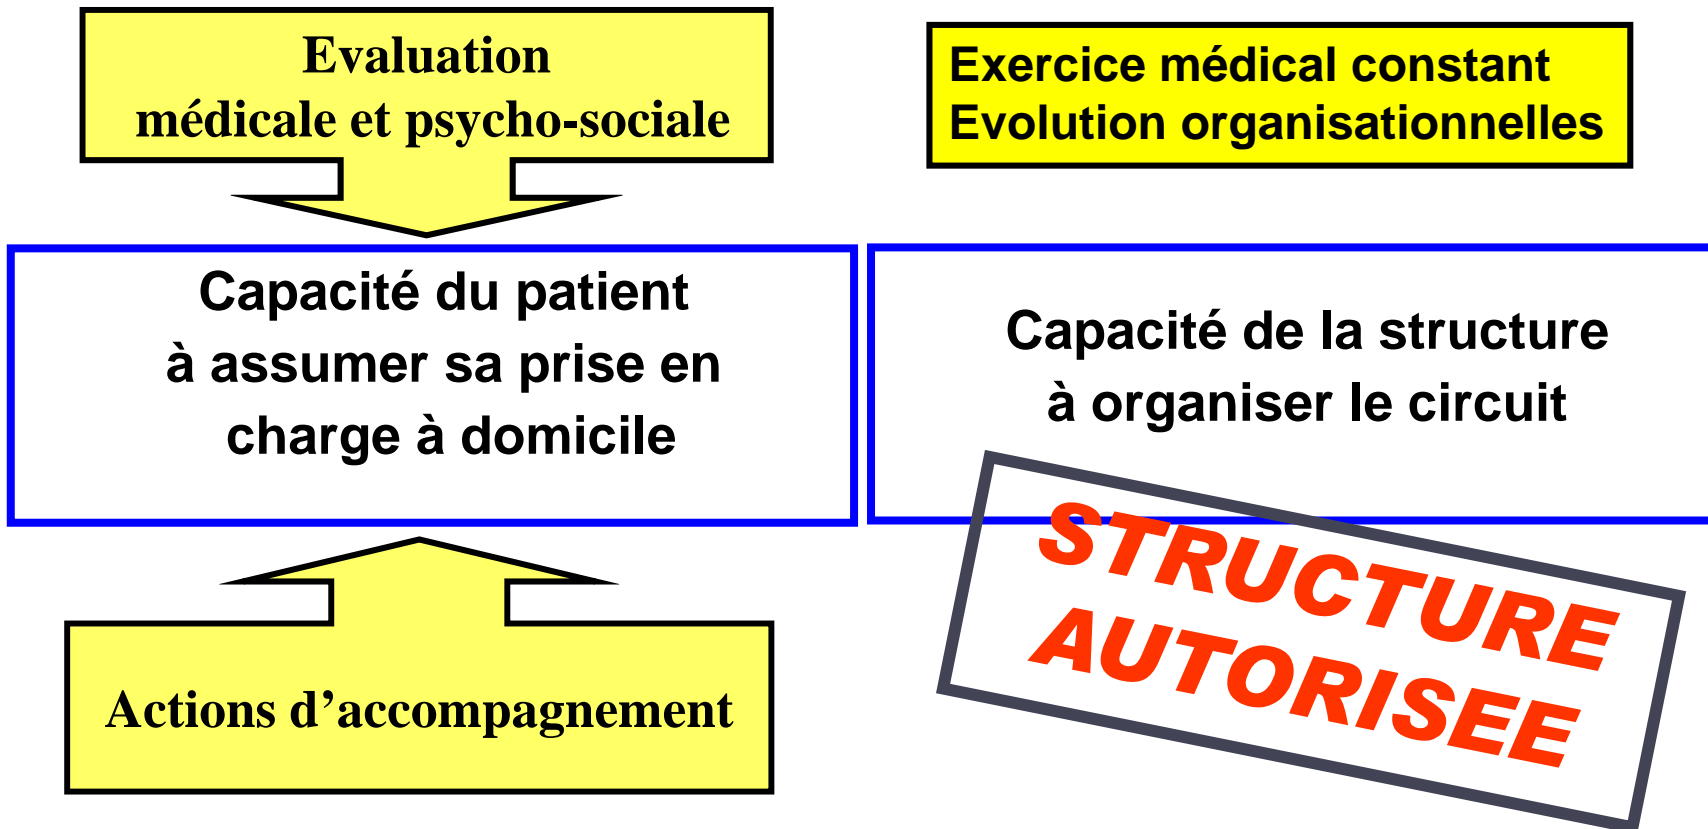 Evaluation
médicale et psycho-sociale
Exercice médical constant
Evolution organisationnelles
Capacité du patient
à assumer sa prise en
charge à domicile
Capacité de la structure
à organiser le circuit
STRUCTURE
AUTORISEE
Actions d’accompagnement